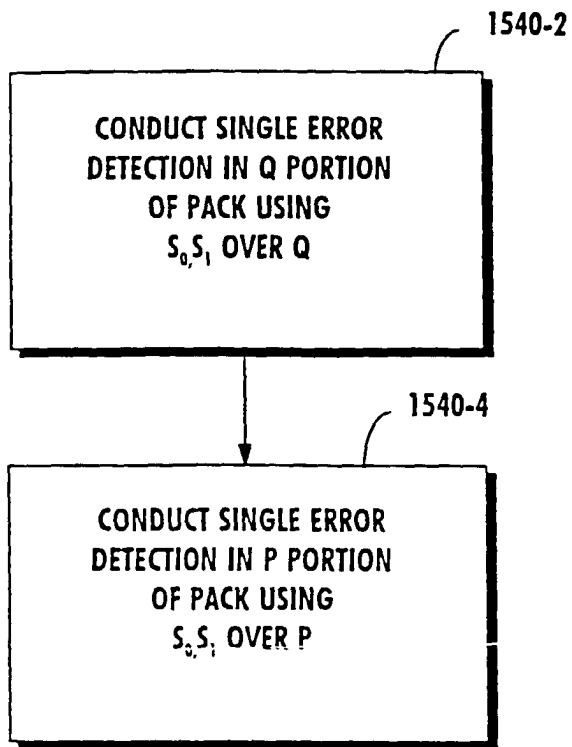 1540-2
CONDUCT SINGLE ERROR
DETECTION IN Q PORTION
OF PACK USING
S₀,S₁ OVER Q
1540-4
CONDUCT SINGLE ERROR
DETECTION IN P PORTION
OF PACK USING
S₀,S₁ OVER P